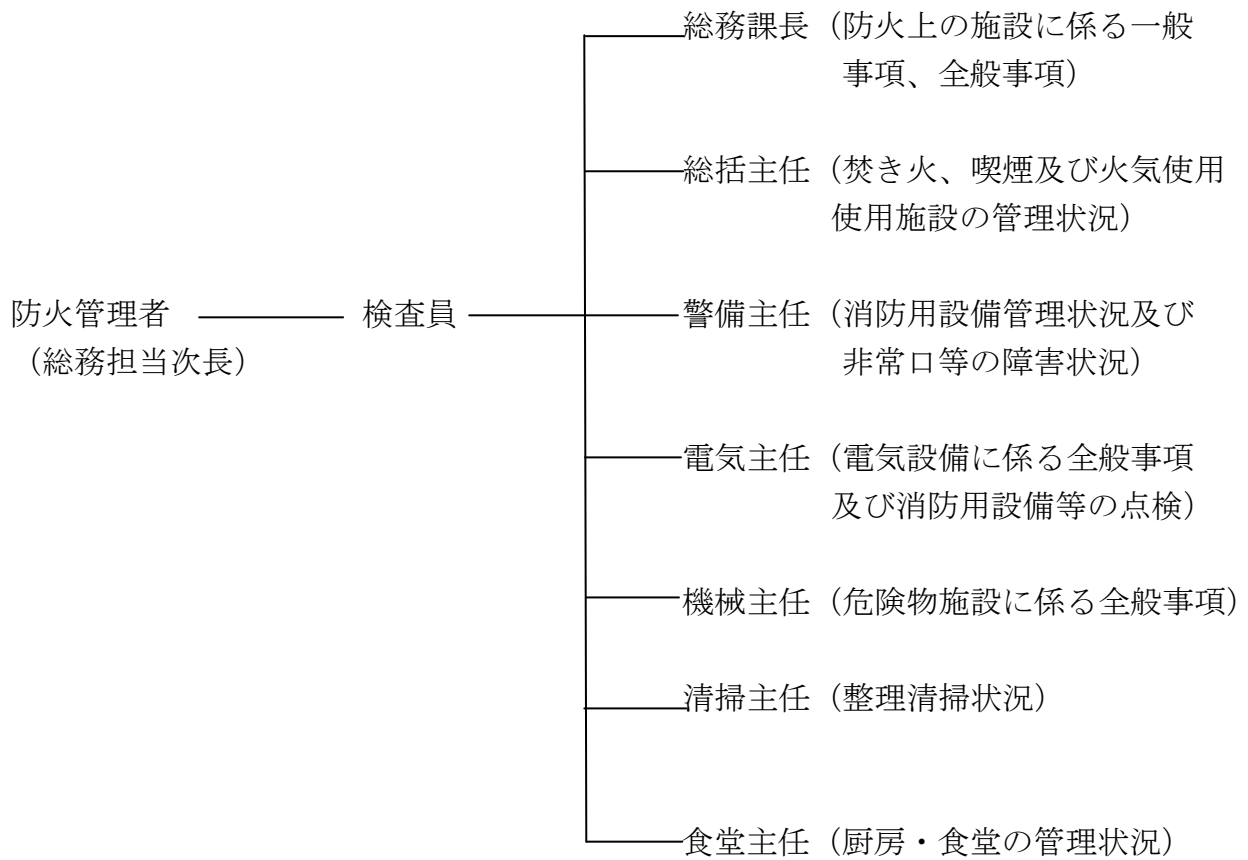 総務課長（防火上の施設に係る一般
事項、全般事項）
総括主任（焚き火、喫煙及び火気使用
使用施設の管理状況）
防火管理者
（総務担当次長）
検査員
警備主任（消防用設備管理状況及び
非常口等の障害状況）
電気主任（電気設備に係る全般事項
及び消防用設備等の点検）
機械主任（危険物施設に係る全般事項）
清掃主任（整理清掃状況）
食堂主任（厨房・食堂の管理状況）